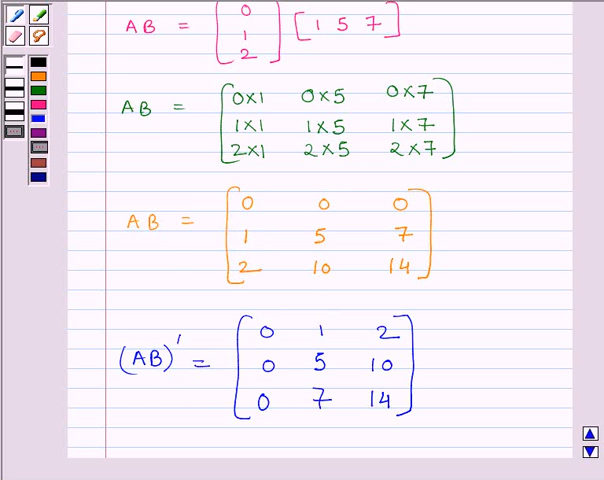 0
AB = 1 [ 1 5 7 ]
2
0×1 0×5 0×7
AB = 1×1 1×5 1×7
2×1 2×5 2×7
0 0 0
AB = 1 5 7
2 10 14
0 1 2
(AB)' = 0 5 10
0 7 14